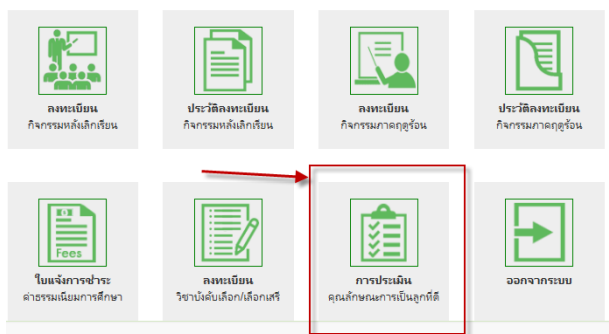 ลงทะเบียน
กิจกรรมหลังเลิกเรียน
ประวัติลงทะเบียน
กิจกรรมหลังเลิกเรียน
ลงทะเบียน
กิจกรรมภาคฤดูร้อน
ประวัติลงทะเบียน
กิจกรรมภาคฤดูร้อน
Fees
ใบแจ้งการชำระ
ค่าธรรมเนียมการศึกษา
ลงทะเบียน
วิชาบังคับเลือก/เลือกเสรี
การประเมิน
คุณลักษณะการเป็นลูกที่ดี
ออกจากระบบ